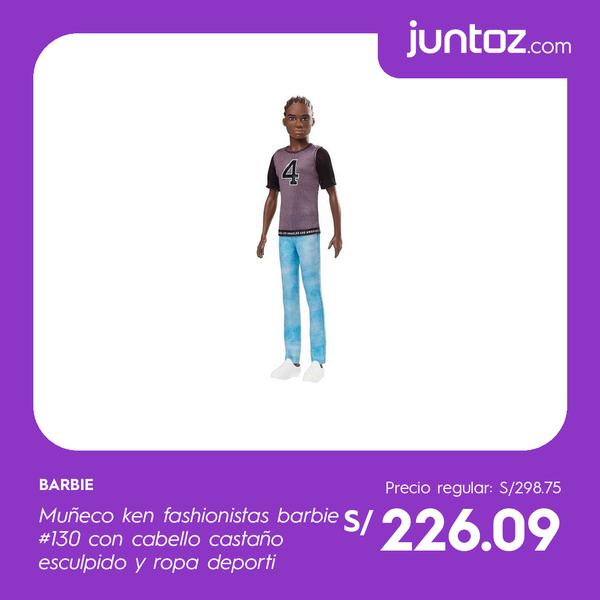 juntoz.com
4
BARBIE
Muñeco ken fashionistas barbie
#130 con cabello castaño
esculpido y ropa deporti
Precio regular: S/298.75
S/ 226.09